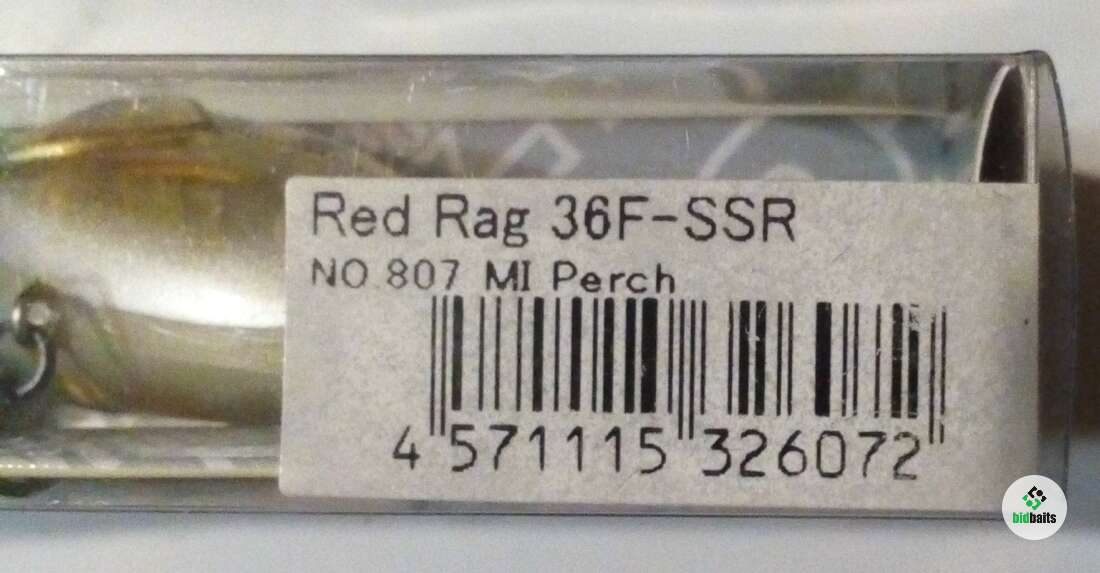 Red Rag 36F-SSR
NO.807 MI Perch
4 571115 326072
bidbaits